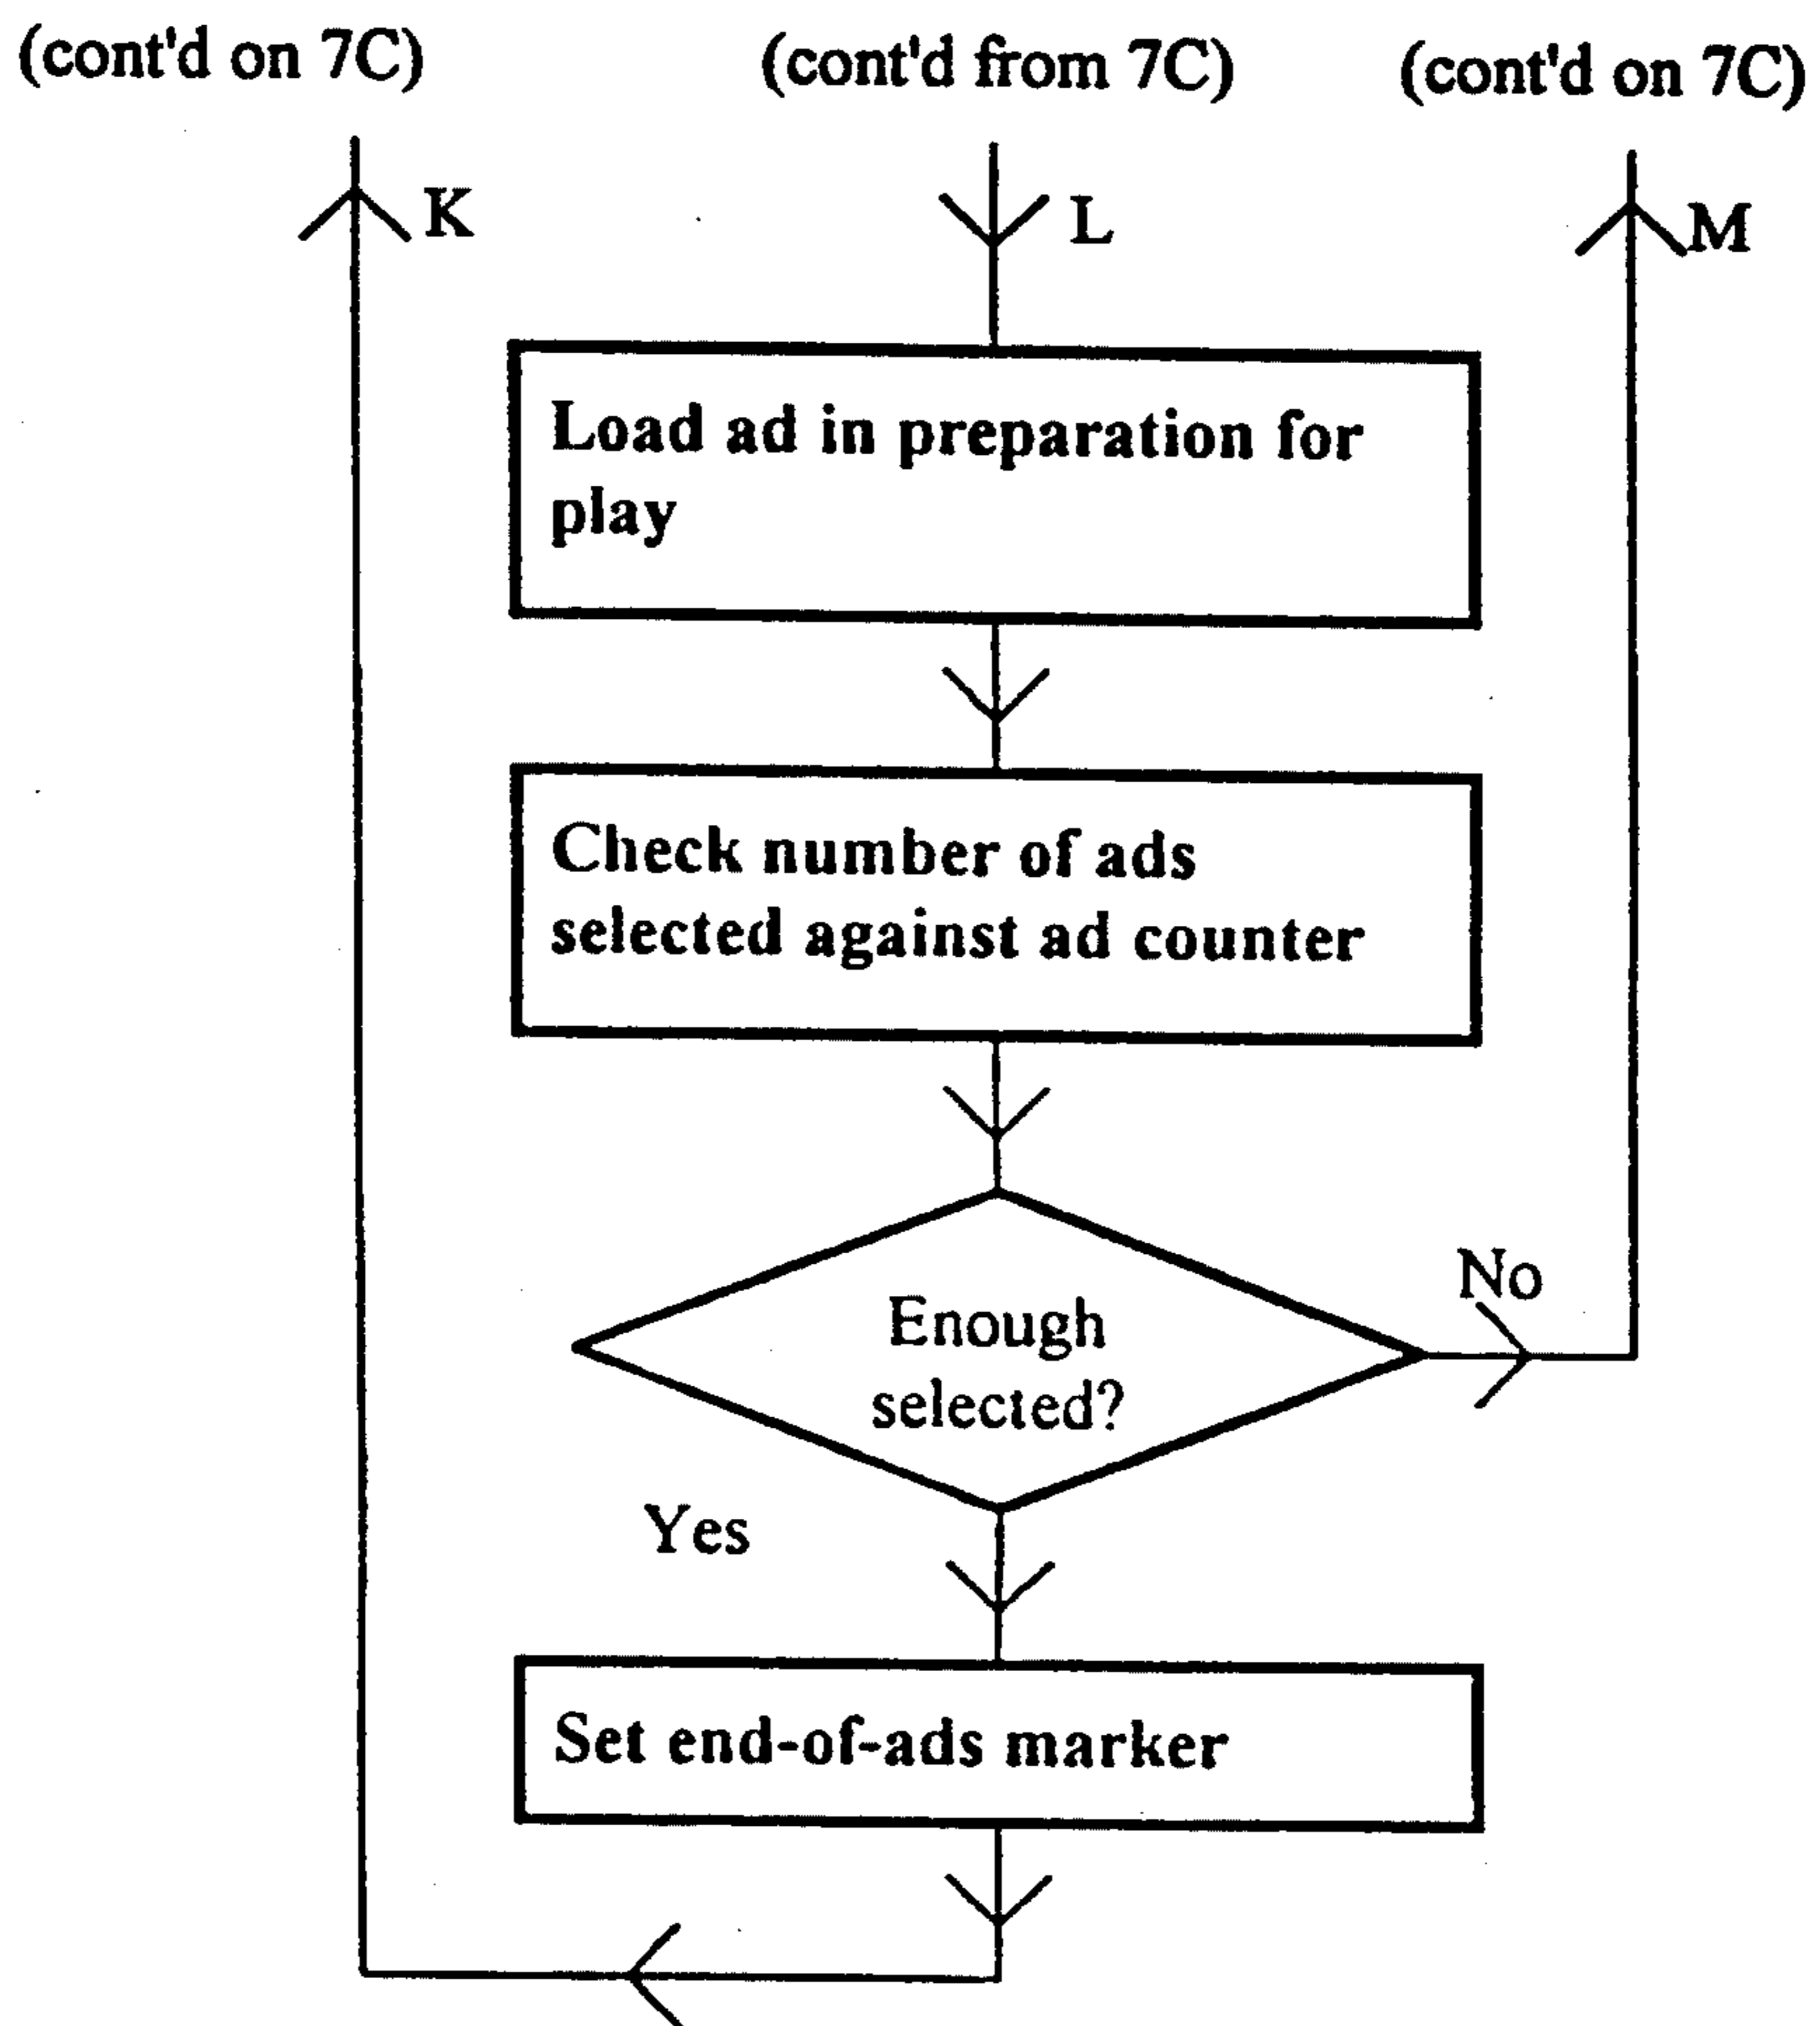 (cont'd on 7C)
(cont'd from 7C)
(cont'd on 7C)
K
L
M
Load ad in preparation for
play
Check number of ads
selected against ad counter
Enough
selected?
No
Yes
Set end-of-ads marker